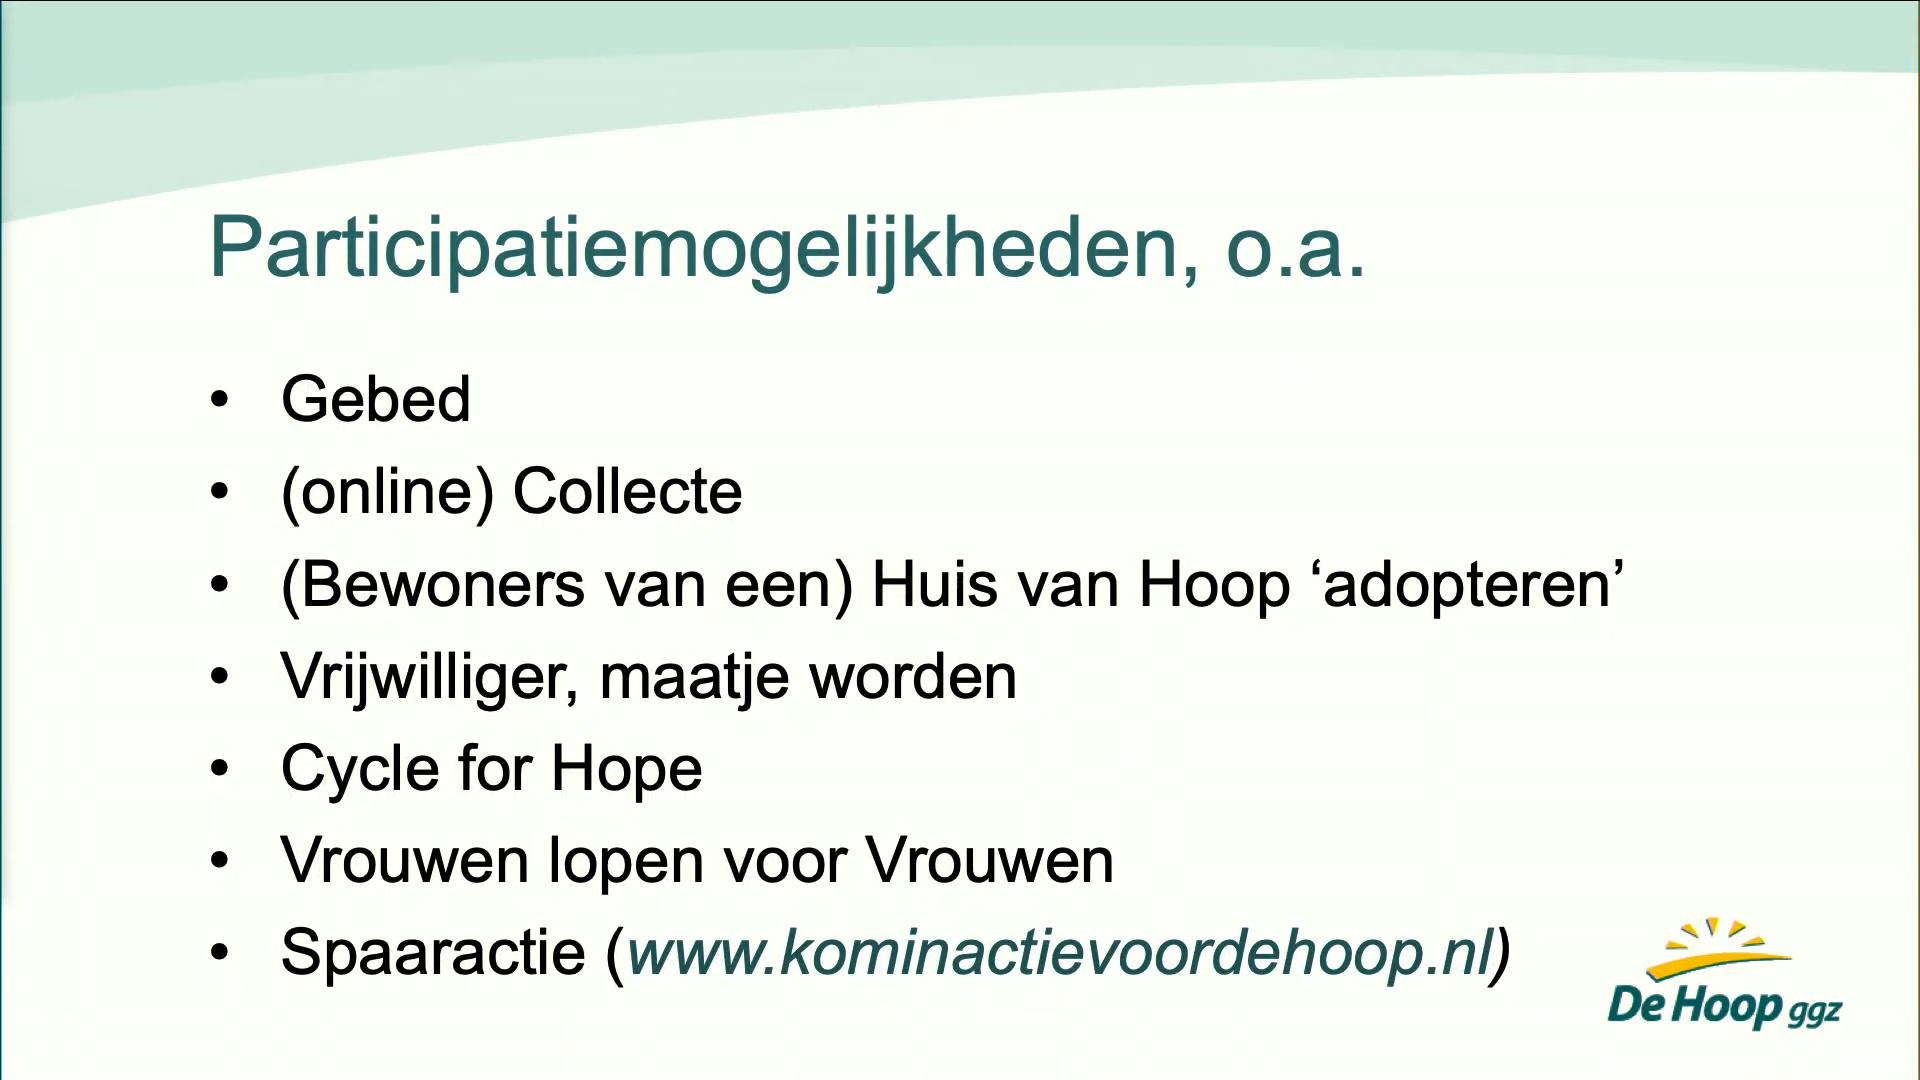 Participatiemogelijkheden, o.a.
• Gebed
• (online) Collecte
• (Bewoners van een) Huis van Hoop ‘adopteren’
• Vrijwilliger, maatje worden
• Cycle for Hope
• Vrouwen lopen voor Vrouwen
• Spaaractie (www.kominactievoordehoop.nl)
De Hoop ggz